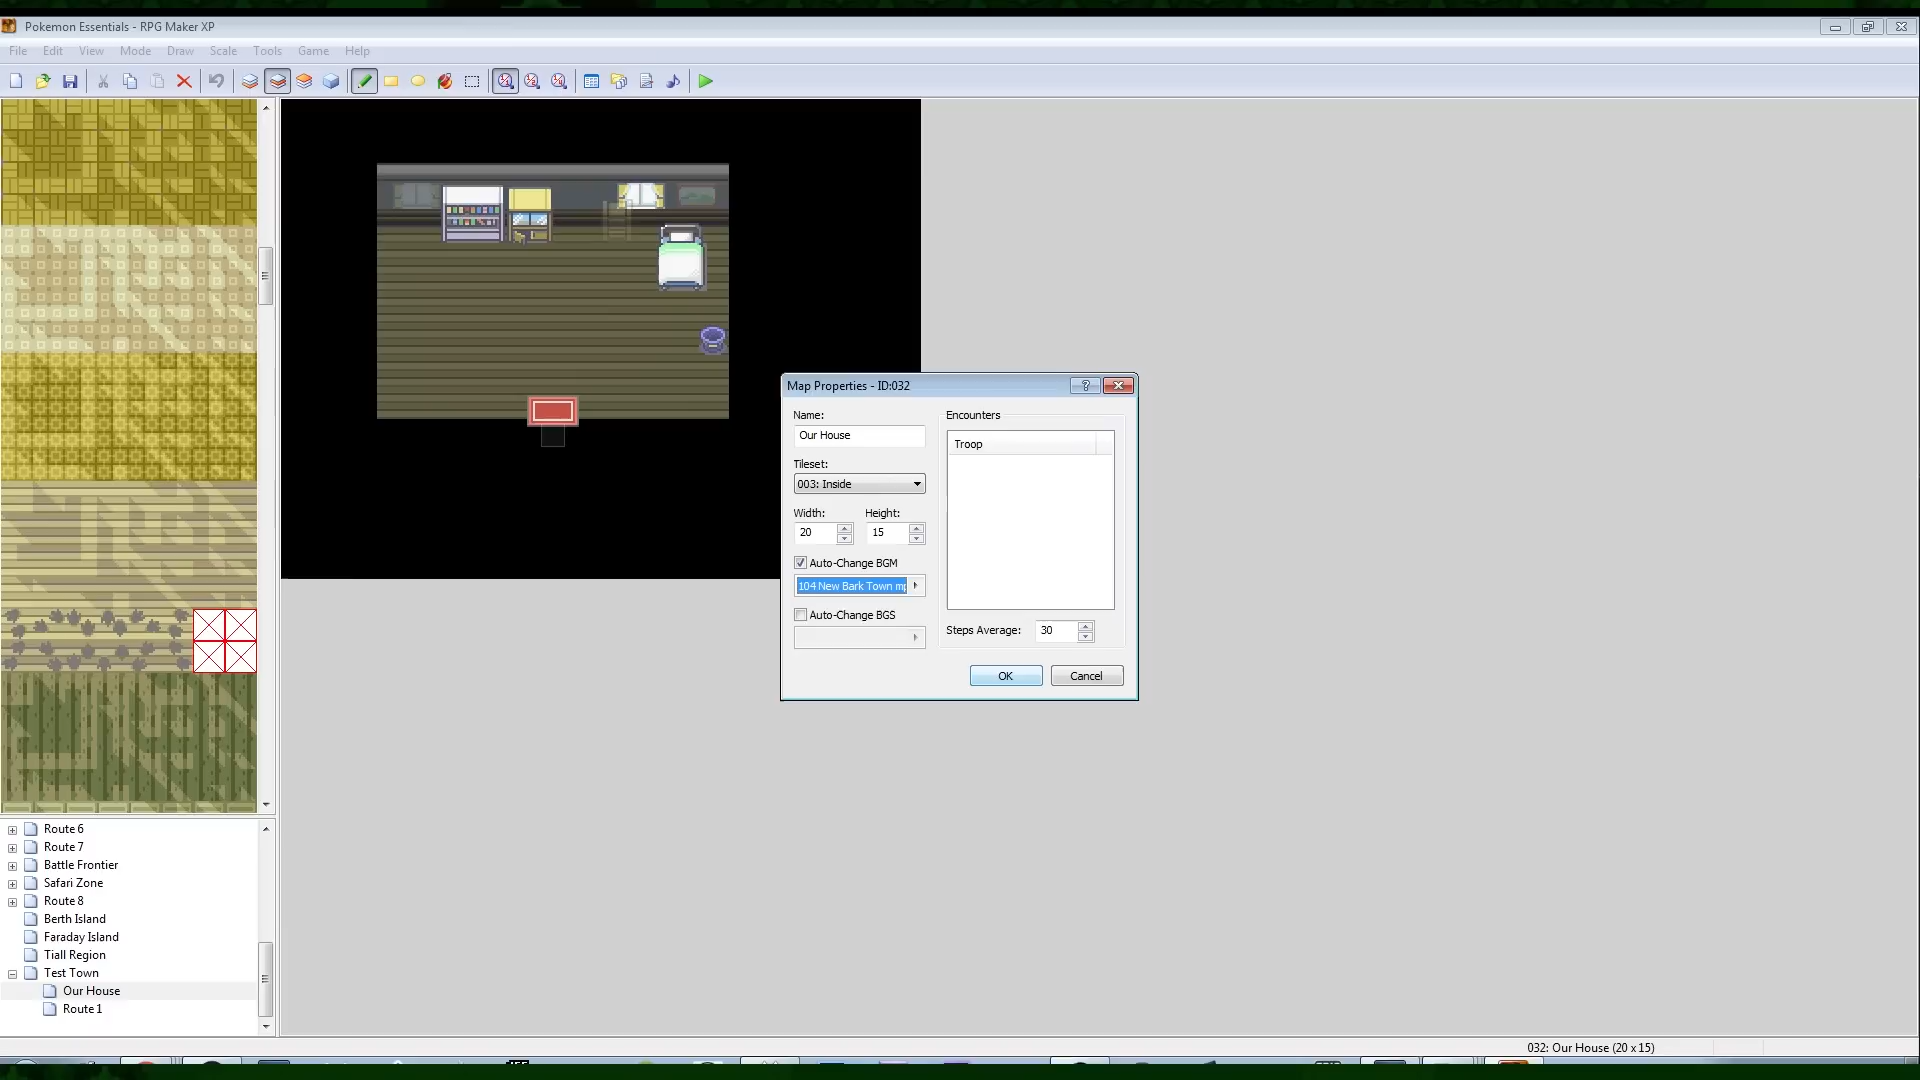 Pokemon Essentials - RPG Maker XP
File Edit View Mode Draw Scale Tools Game Help
Map Properties - ID:032
Name:
Our House
Tileset:
003: Inside
Width: Height:
20 15
Auto-Change BGM
104 New Bark Town mp
Auto-Change BGS
Encounters
Troop
Steps Average: 30
OK Cancel
Route 6
Route 7
Battle Frontier
Safari Zone
Route 8
Berth Island
Faraday Island
Tiall Region
Test Town
Our House
Route 1
032: Our House (20 x 15)